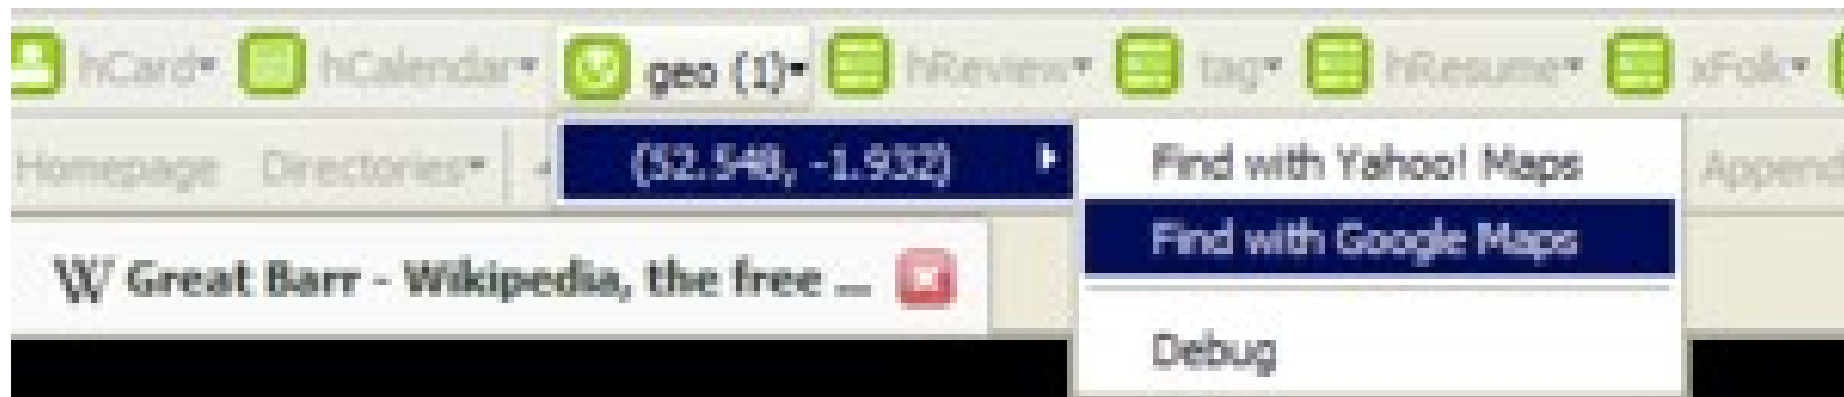 hCard hCalendar geo (1) hReview tag hResume xFolk
Homepage Directories (52.548, -1.932) Find with Yahoo! Maps Append
Find with Google Maps
W Great Barr - Wikipedia, the free ...
Debug